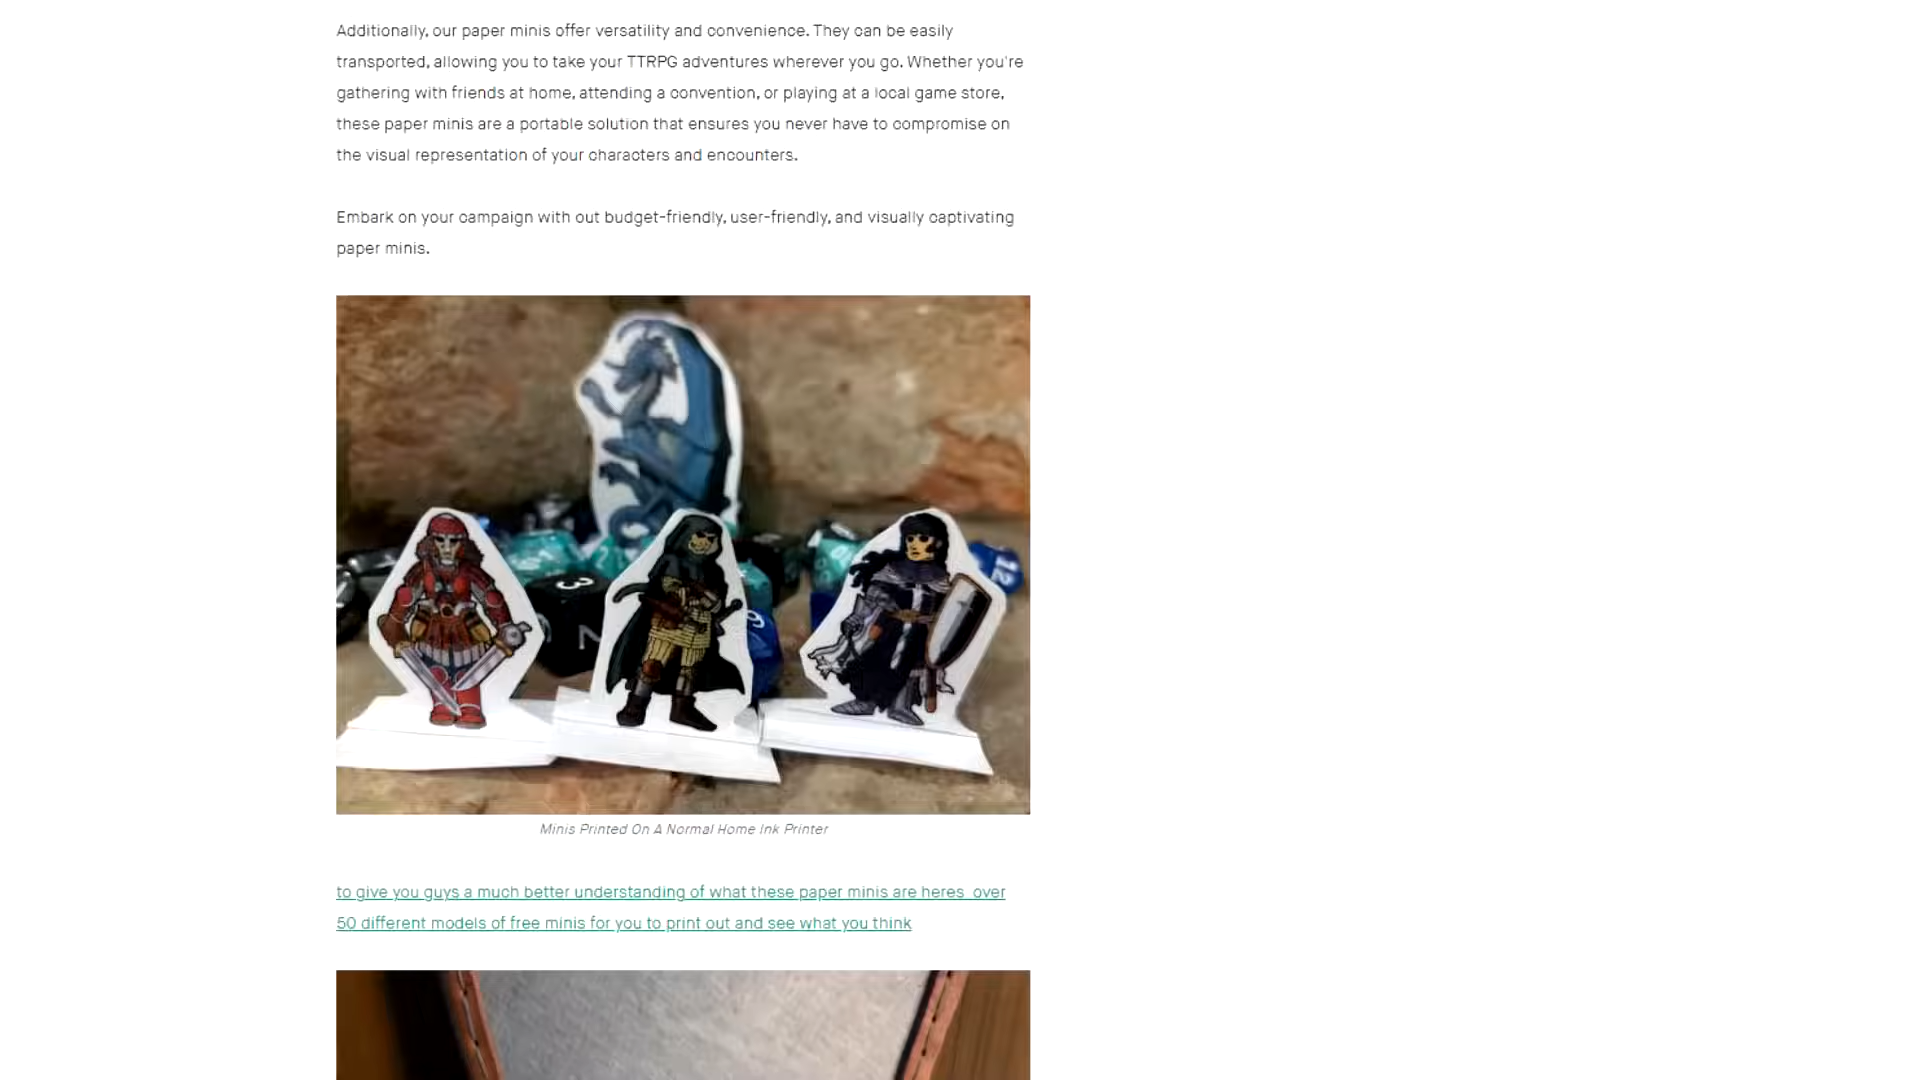 Additionally, our paper minis offer versatility and convenience. They can be easily
transported, allowing you to take your TTRPG adventures wherever you go. Whether you're
gathering with friends at home, attending a convention, or playing at a local game store,
these paper minis are a portable solution that ensures you never have to compromise on
the visual representation of your characters and encounters.
Embark on your campaign with out budget-friendly, user-friendly, and visually captivating
paper minis.
3
12
9
Minis Printed On A Normal Home Ink Printer
to give you guys a much better understanding of what these paper minis are heres over
50 different models of free minis for you to print out and see what you think